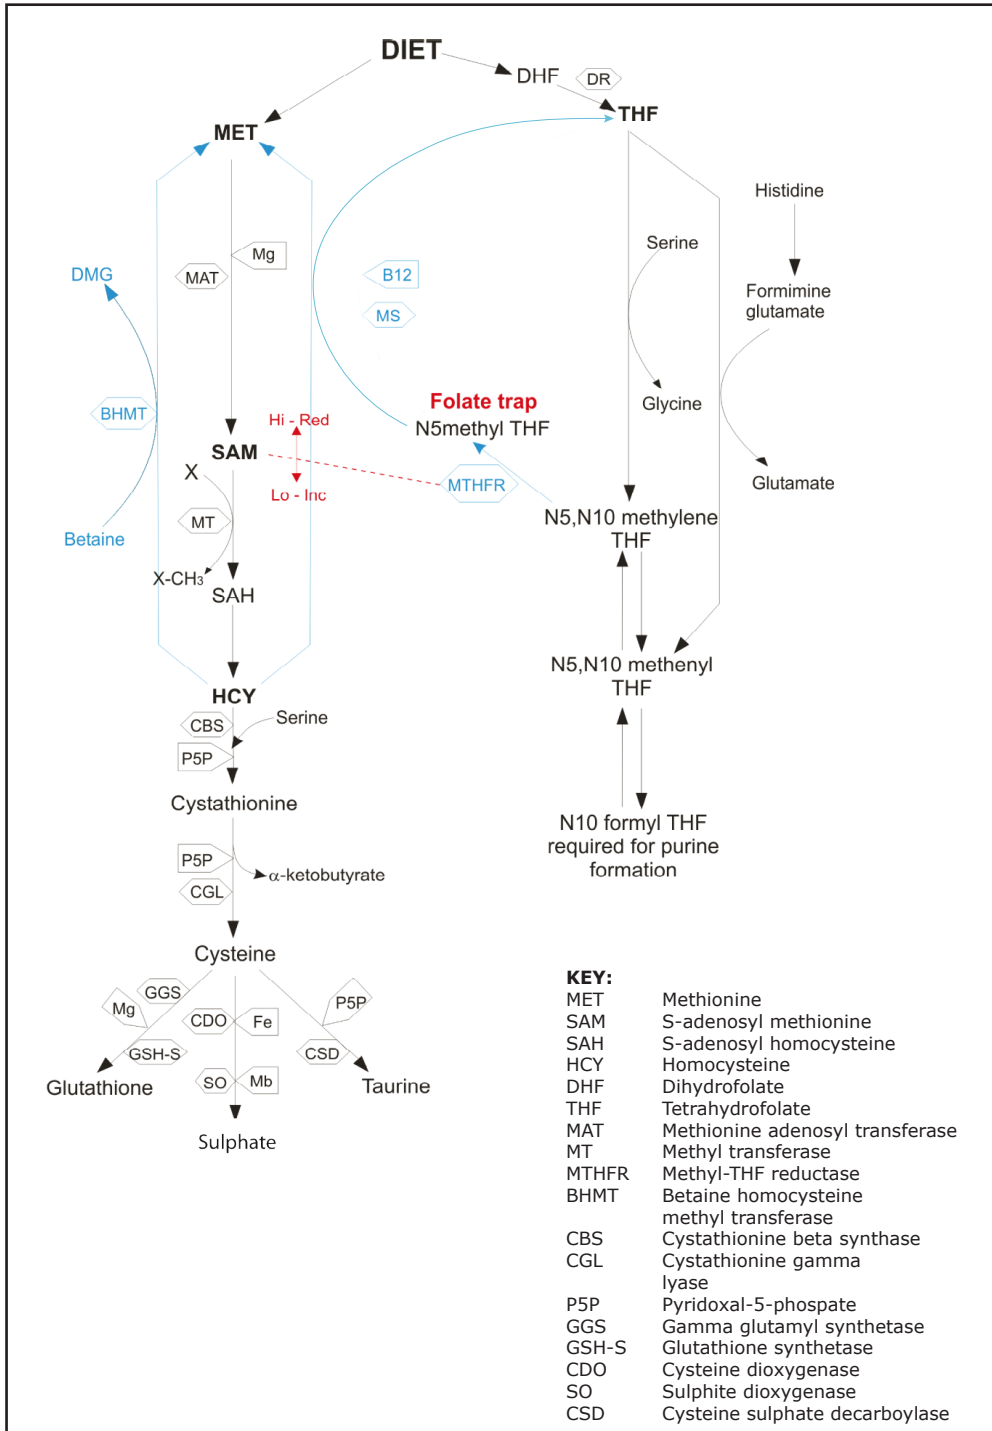 DIET
DHF
DR
THF
MET
Histidine
Serine
Mg
MAT
B12
DMG
MS
Formimine
glutamate
Folate trap
N5methyl THF
Glycine
BHMT
Hi - Red
SAM
X
Lo - Inc
MTHFR
Glutamate
MT
N5,N10 methylene
THF
Betaine
X-CH₃
SAH
N5,N10 methenyl
THF
HCY
CBS
Serine
P5P
Cystathionine
N10 formyl THF
required for purine
formation
P5P
α-ketobutyrate
CGL
Cysteine
GGS
Mg
CDO
Fe
P5P
GSH-S
CSD
Glutathione
SO
Mb
Taurine
Sulphate
KEY:
MET Methionine
SAM S-adenosyl methionine
SAH S-adenosyl homocysteine
HCY Homocysteine
DHF Dihydrofolate
THF Tetrahydrofolate
MAT Methionine adenosyl transferase
MT Methyl transferase
MTHFR Methyl-THF reductase
BHMT Betaine homocysteine
methyl transferase
CBS Cystathionine beta synthase
CGL Cystathionine gamma
lyase
P5P Pyridoxal-5-phospate
GGS Gamma glutamyl synthetase
GSH-S Glutathione synthetase
CDO Cysteine dioxygenase
SO Sulphite dioxygenase
CSD Cysteine sulphate decarboylase